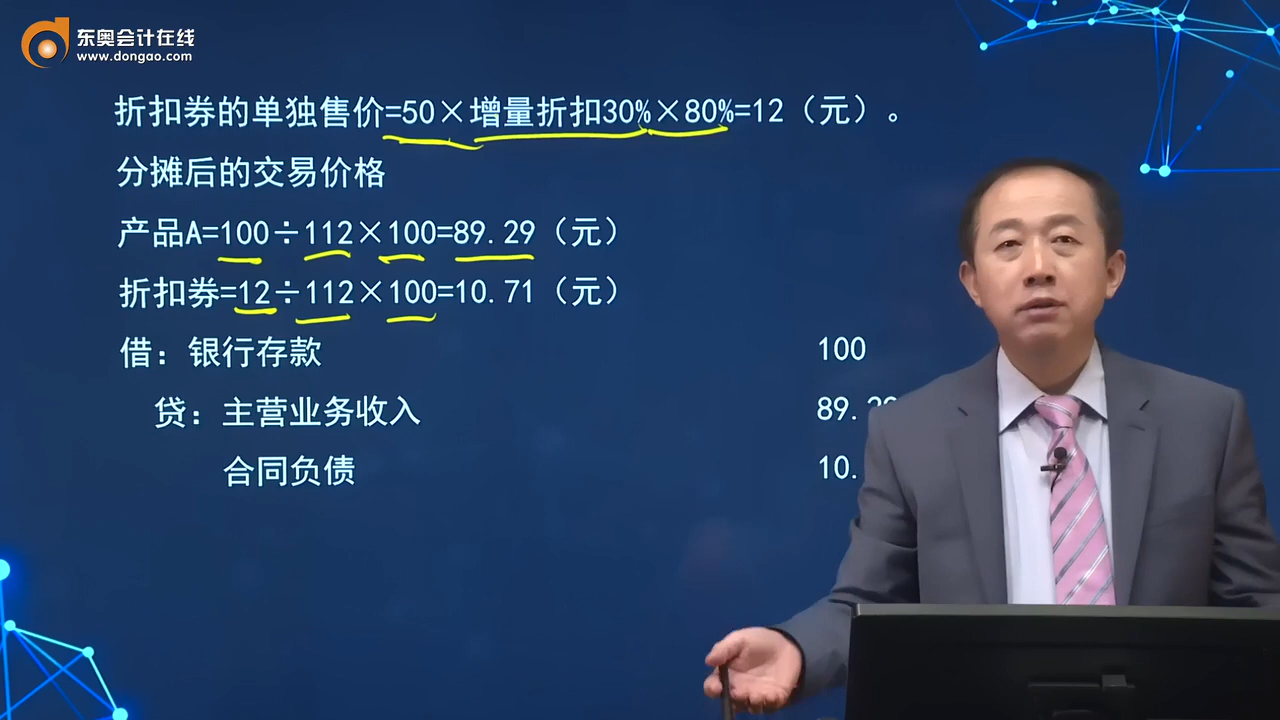 东奥会计在线
www.dongao.com
折扣券的单独售价=50×增量折扣30%×80%=12（元）。
分摊后的交易价格
产品A=100÷112×100=89.29（元）
折扣券=12÷112×100=10.71（元）
借：银行存款 100
贷：主营业务收入 89.29
合同负债 10.